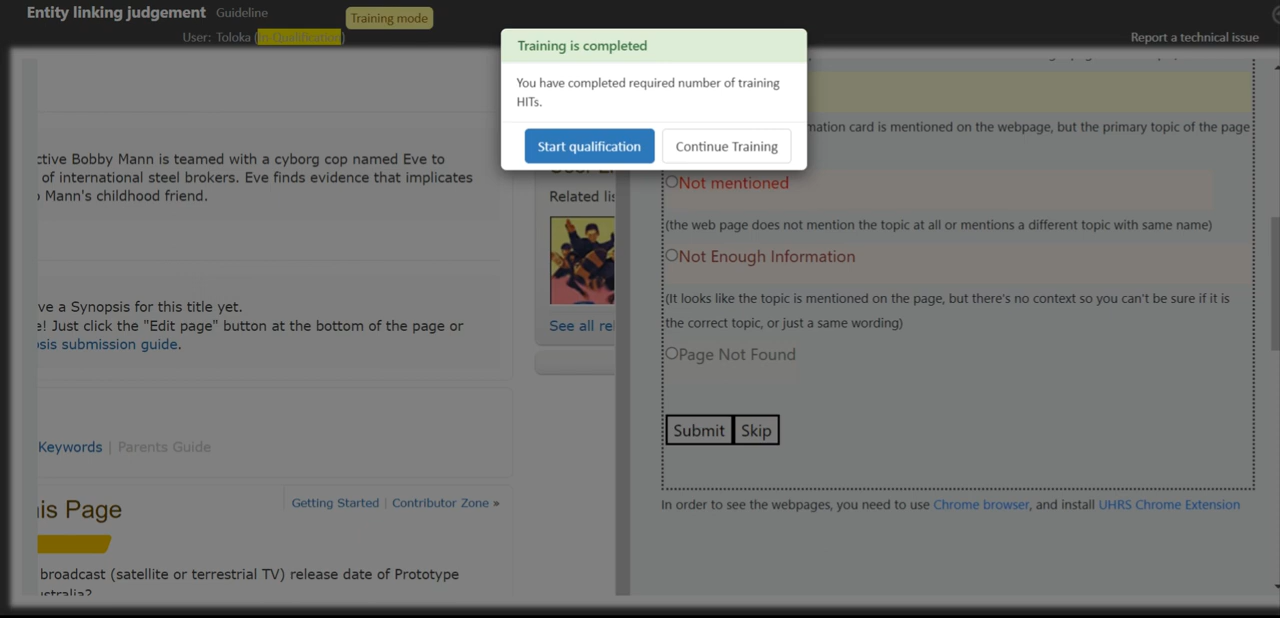 Entity linking judgement Guideline
Training mode
User: Toloka (In-Qualification)
Report a technical issue
Training is completed
You have completed required number of training
HITs.
Start qualification Continue Training
ctive Bobby Mann is teamed with a cyborg cop named Eve to
of international steel brokers. Eve finds evidence that implicates
Mann's childhood friend.
ve a Synopsis for this title yet.
e! Just click the "Edit page" button at the bottom of the page or
sis submission guide.
Keywords | Parents Guide
is Page
Getting Started | Contributor Zone »
broadcast (satellite or terrestrial TV) release date of Prototype
ustralia?
Related lis
See all re
mation card is mentioned on the webpage, but the primary topic of the page
Not mentioned
(the web page does not mention the topic at all or mentions a different topic with same name)
Not Enough Information
(It looks like the topic is mentioned on the page, but there's no context so you can't be sure if it is
the correct topic, or just a same wording)
Page Not Found
Submit Skip
In order to see the webpages, you need to use Chrome browser, and install UHRS Chrome Extension